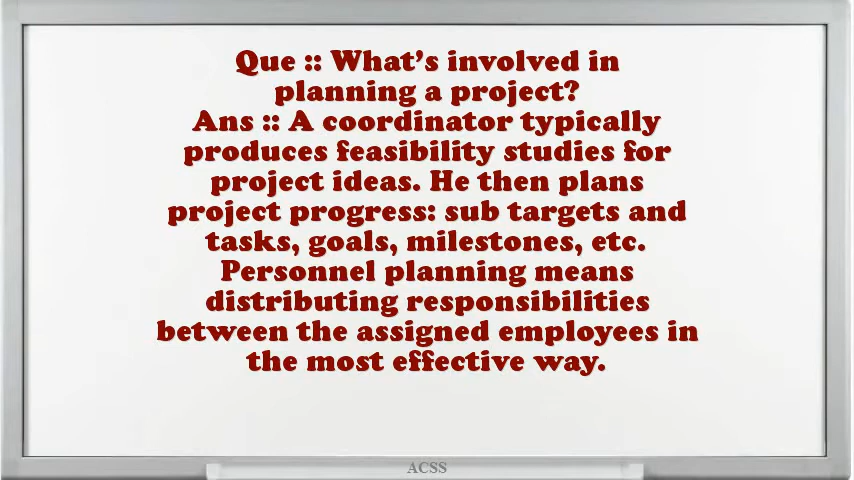 Que :: What's involved in
planning a project?
Ans :: A coordinator typically
produces feasibility studies for
project ideas. He then plans
project progress: sub targets and
tasks, goals, milestones, etc.
Personnel planning means
distributing responsibilities
between the assigned employees in
the most effective way.
ACSS